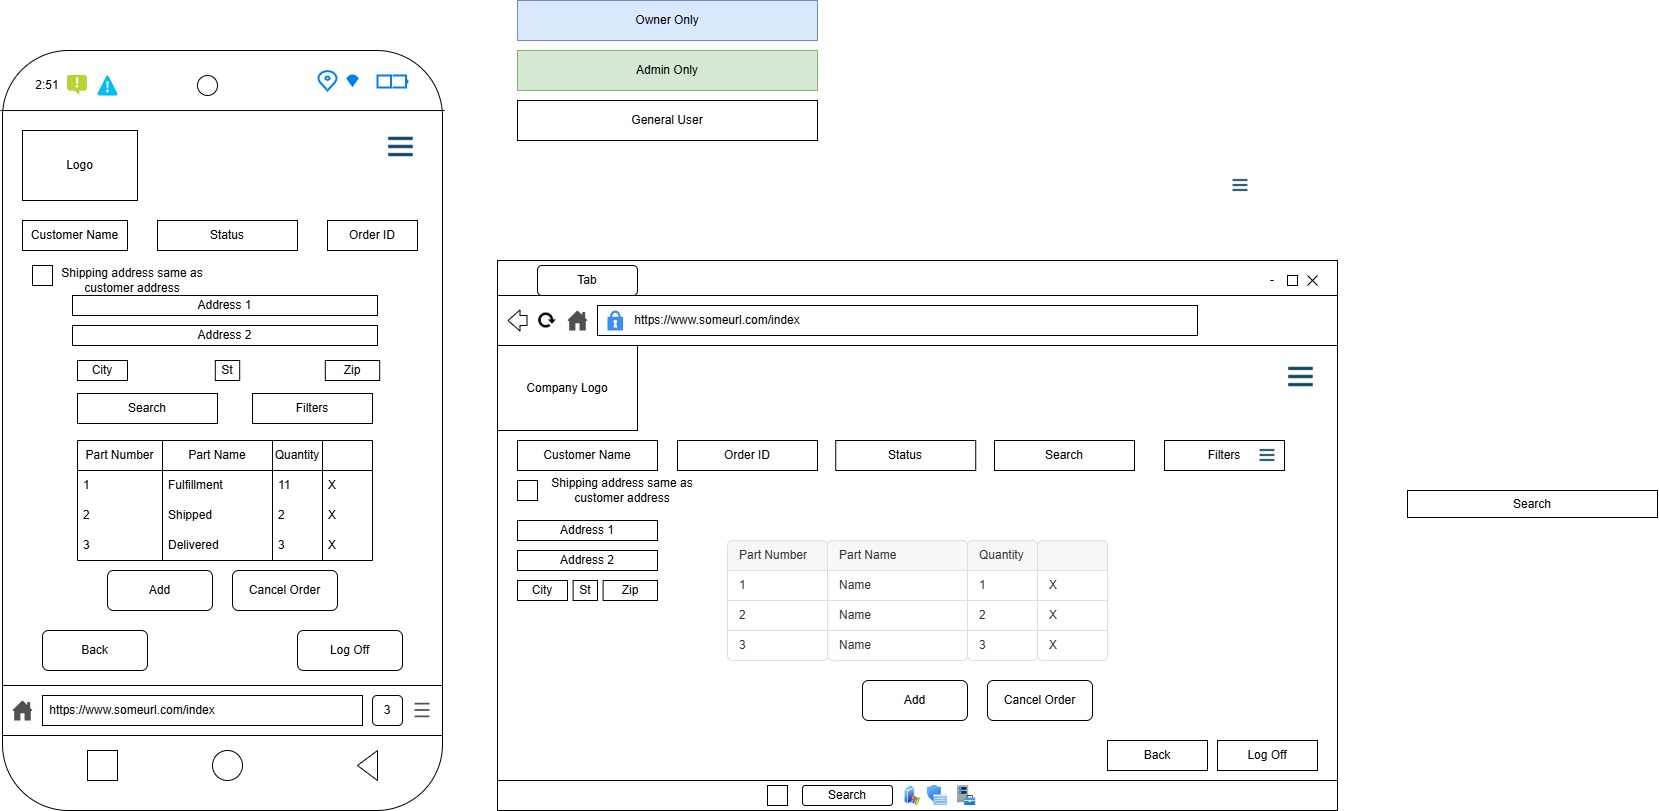 Owner Only
Admin Only
General User
2:51
Logo
Customer Name
Status
Order ID
Shipping address same as
customer address
Address 1
Address 2
City
St
Zip
Search
Filters
Part Number Part Name Quantity
1 Fulfillment 11 X
2 Shipped 2 X
3 Delivered 3 X
Add
Cancel Order
Back
Log Off
https://www.someurl.com/index
3
Tab
https://www.someurl.com/index
Company Logo
Customer Name
Order ID
Status
Search
Filters
Shipping address same as
customer address
Address 1
Address 2
City
St
Zip
Part Number Part Name Quantity
1 Name 1 X
2 Name 2 X
3 Name 3 X
Add
Cancel Order
Back
Log Off
Search
Search